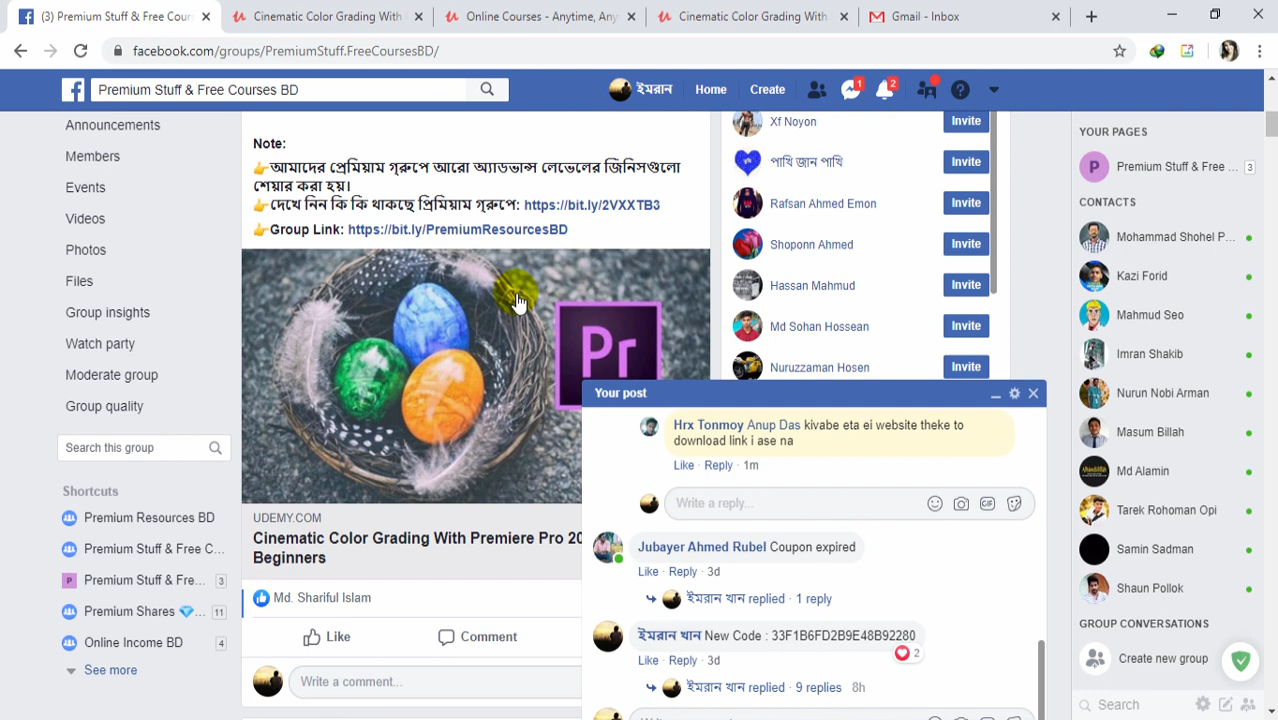 (3) Premium Stuff & Free Cour
Cinematic Color Grading With
Online Courses - Anytime, Any
Cinematic Color Grading With
Gmail - Inbox
facebook.com/groups/PremiumStuff.FreeCoursesBD/
Premium Stuff & Free Courses BD
ইমরান
Home
Create
1
2
Announcements
Members
Events
Videos
Photos
Files
Group insights
Watch party
Moderate group
Group quality
Search this group
Shortcuts
Premium Resources BD
Premium Stuff & Free C...
Premium Stuff & Fre... 3
Premium Shares 💎... 11
Online Income BD 4
See more
Note:
👉আমাদের প্রেমিয়াম গৃরুপে আরো অ্যাডভান্স লেভেলের জিনিসগুলো
শেয়ার করা হয়।
👉দেখে নিন কি কি থাকছে প্রিমিয়াম গৃরুপে: https://bit.ly/2VXXTB3
👉Group Link: https://bit.ly/PremiumResourcesBD
Pr
UDEMY.COM
Cinematic Color Grading With Premiere Pro 20
Beginners
Md. Shariful Islam
Like
Comment
Write a comment...
Xf Noyon Invite
পাখি জান পাখি Invite
Rafsan Ahmed Emon Invite
Shoponn Ahmed Invite
Hassan Mahmud Invite
Md Sohan Hossean Invite
Nuruzzaman Hosen Invite
Your post
Hrx Tonmoy Anup Das kivabe eta ei website theke to
download link i ase na
Like · Reply · 1m
Write a reply...
GIF
Jubayer Ahmed Rubel Coupon expired
Like · Reply · 3d
ইমরান খান replied · 1 reply
ইমরান খান New Code : 33F1B6FD2B9E48B92280
2
Like · Reply · 3d
ইমরান খান replied · 9 replies 8h
YOUR PAGES
P Premium Stuff & Free ... 3
CONTACTS
Mohammad Shohel P...
Kazi Forid
Mahmud Seo
Imran Shakib
Nurun Nobi Arman
Masum Billah
Md Alamin
Tarek Rohoman Opi
Samin Sadman
Shaun Pollok
GROUP CONVERSATIONS
Create new group
Search